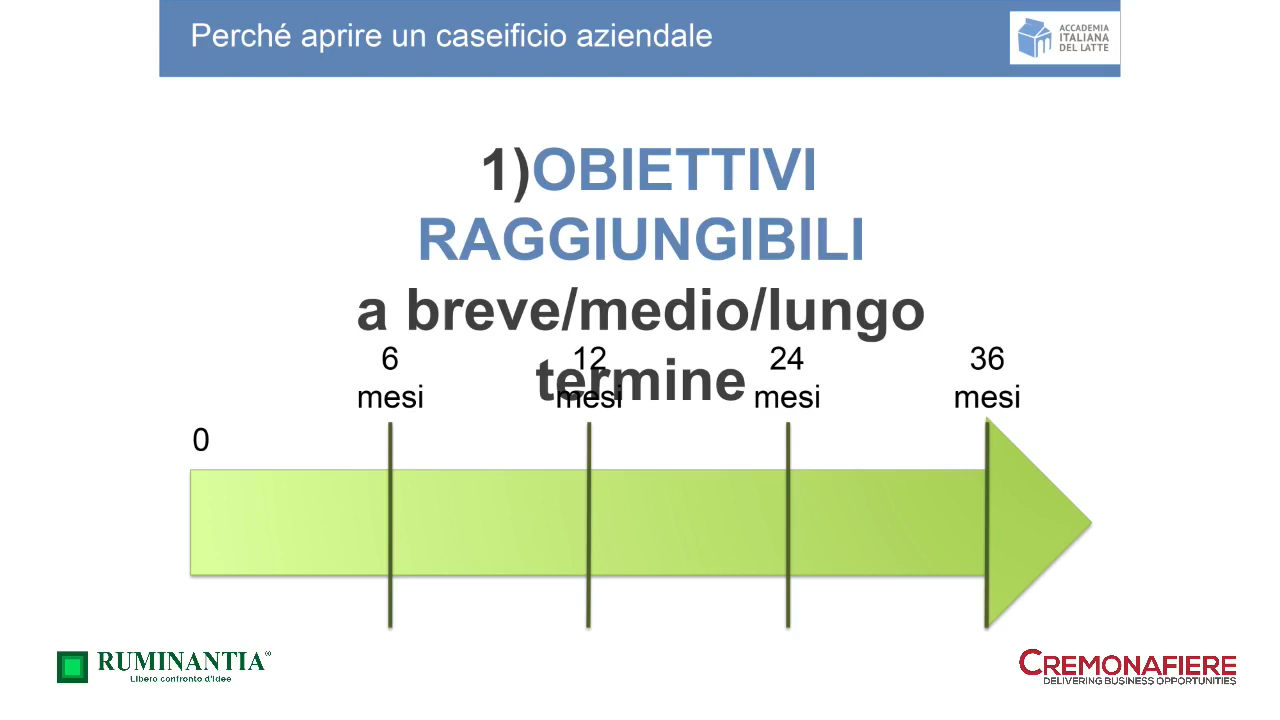 Perché aprire un caseificio aziendale
ACCADEMIA
ITALIANA
DEL LATTE
1)OBIETTIVI
RAGGIUNGIBILI
a breve/medio/lungo
termine
6
mesi
12
mesi
24
mesi
36
mesi
0
RUMINANTIA®
Libero confronto d'Idee
CREMONAFIERE
DELIVERING BUSINESS OPPORTUNITIES